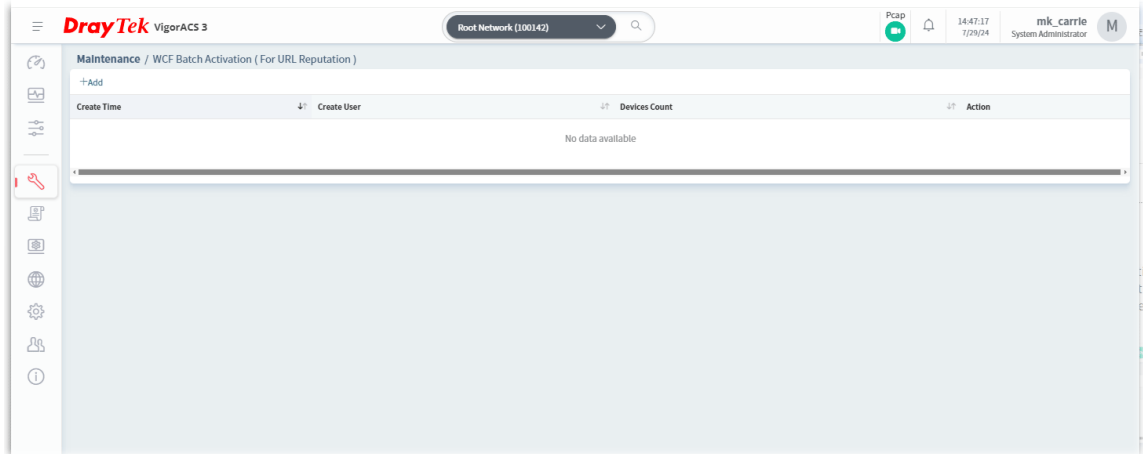 DrayTek VigorACS 3
Root Network (100142)
Pcap
14:47:17
7/29/24
mk_carrie
System Administrator
M
Maintenance / WCF Batch Activation ( For URL Reputation )
+Add
Create Time Create User Devices Count Action
No data available